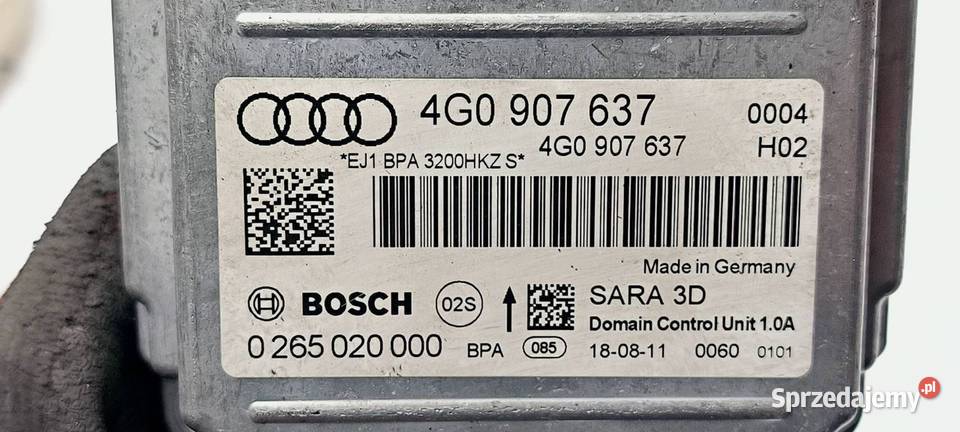 4G0 907 637 0004
4G0 907 637 H02
*EJ1 BPA 3200HKZ S*
Made in Germany
BOSCH 02S SARA 3D
Domain Control Unit 1.0A
0 265 020 000 BPA 085 18-08-11 0060 0101
Sprzedajemy.pl